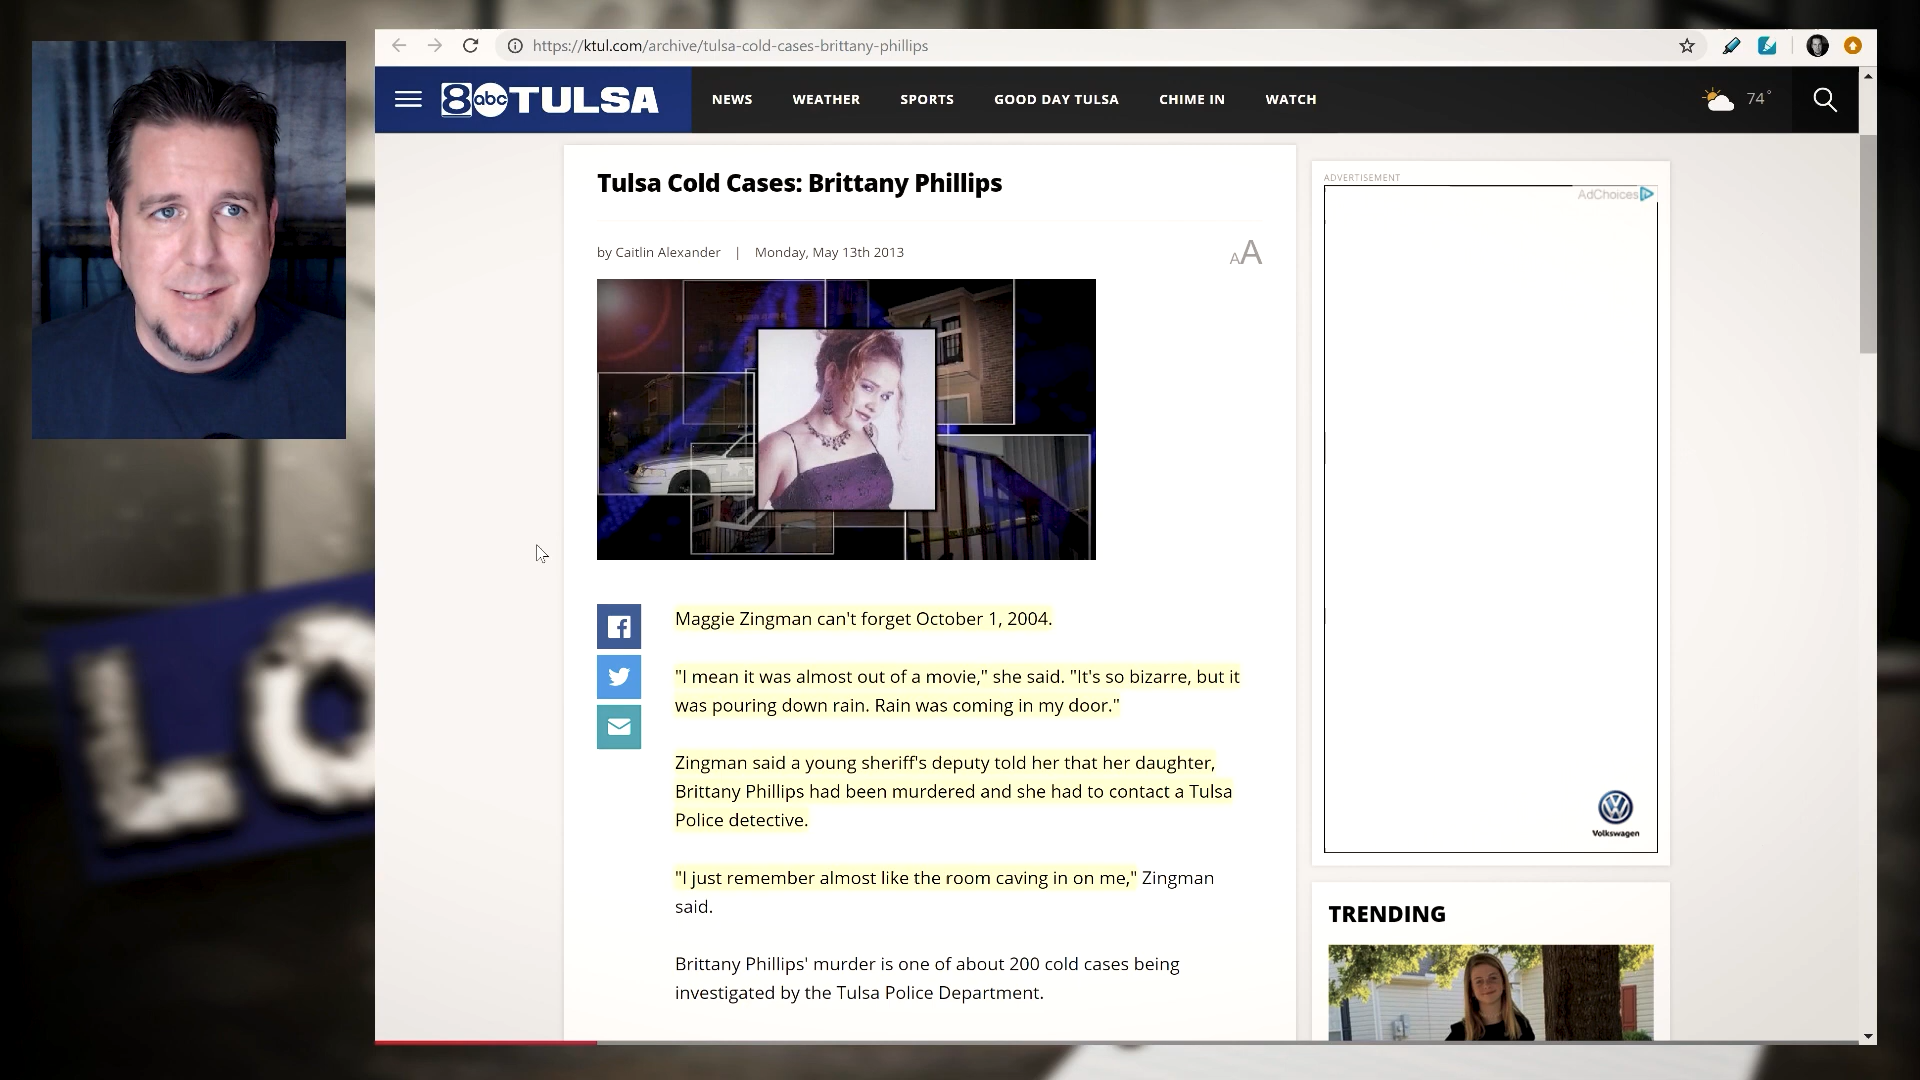 https://ktul.com/archive/tulsa-cold-cases-brittany-phillips
8 abc TULSA
NEWS WEATHER SPORTS GOOD DAY TULSA CHIME IN WATCH
74°
Tulsa Cold Cases: Brittany Phillips
by Caitlin Alexander | Monday, May 13th 2013
AA
Maggie Zingman can't forget October 1, 2004.
"I mean it was almost out of a movie," she said. "It's so bizarre, but it
was pouring down rain. Rain was coming in my door."
Zingman said a young sheriff's deputy told her that her daughter,
Brittany Phillips had been murdered and she had to contact a Tulsa
Police detective.
"I just remember almost like the room caving in on me," Zingman
said.
Brittany Phillips' murder is one of about 200 cold cases being
investigated by the Tulsa Police Department.
ADVERTISEMENT
AdChoices
Volkswagen
TRENDING
LO